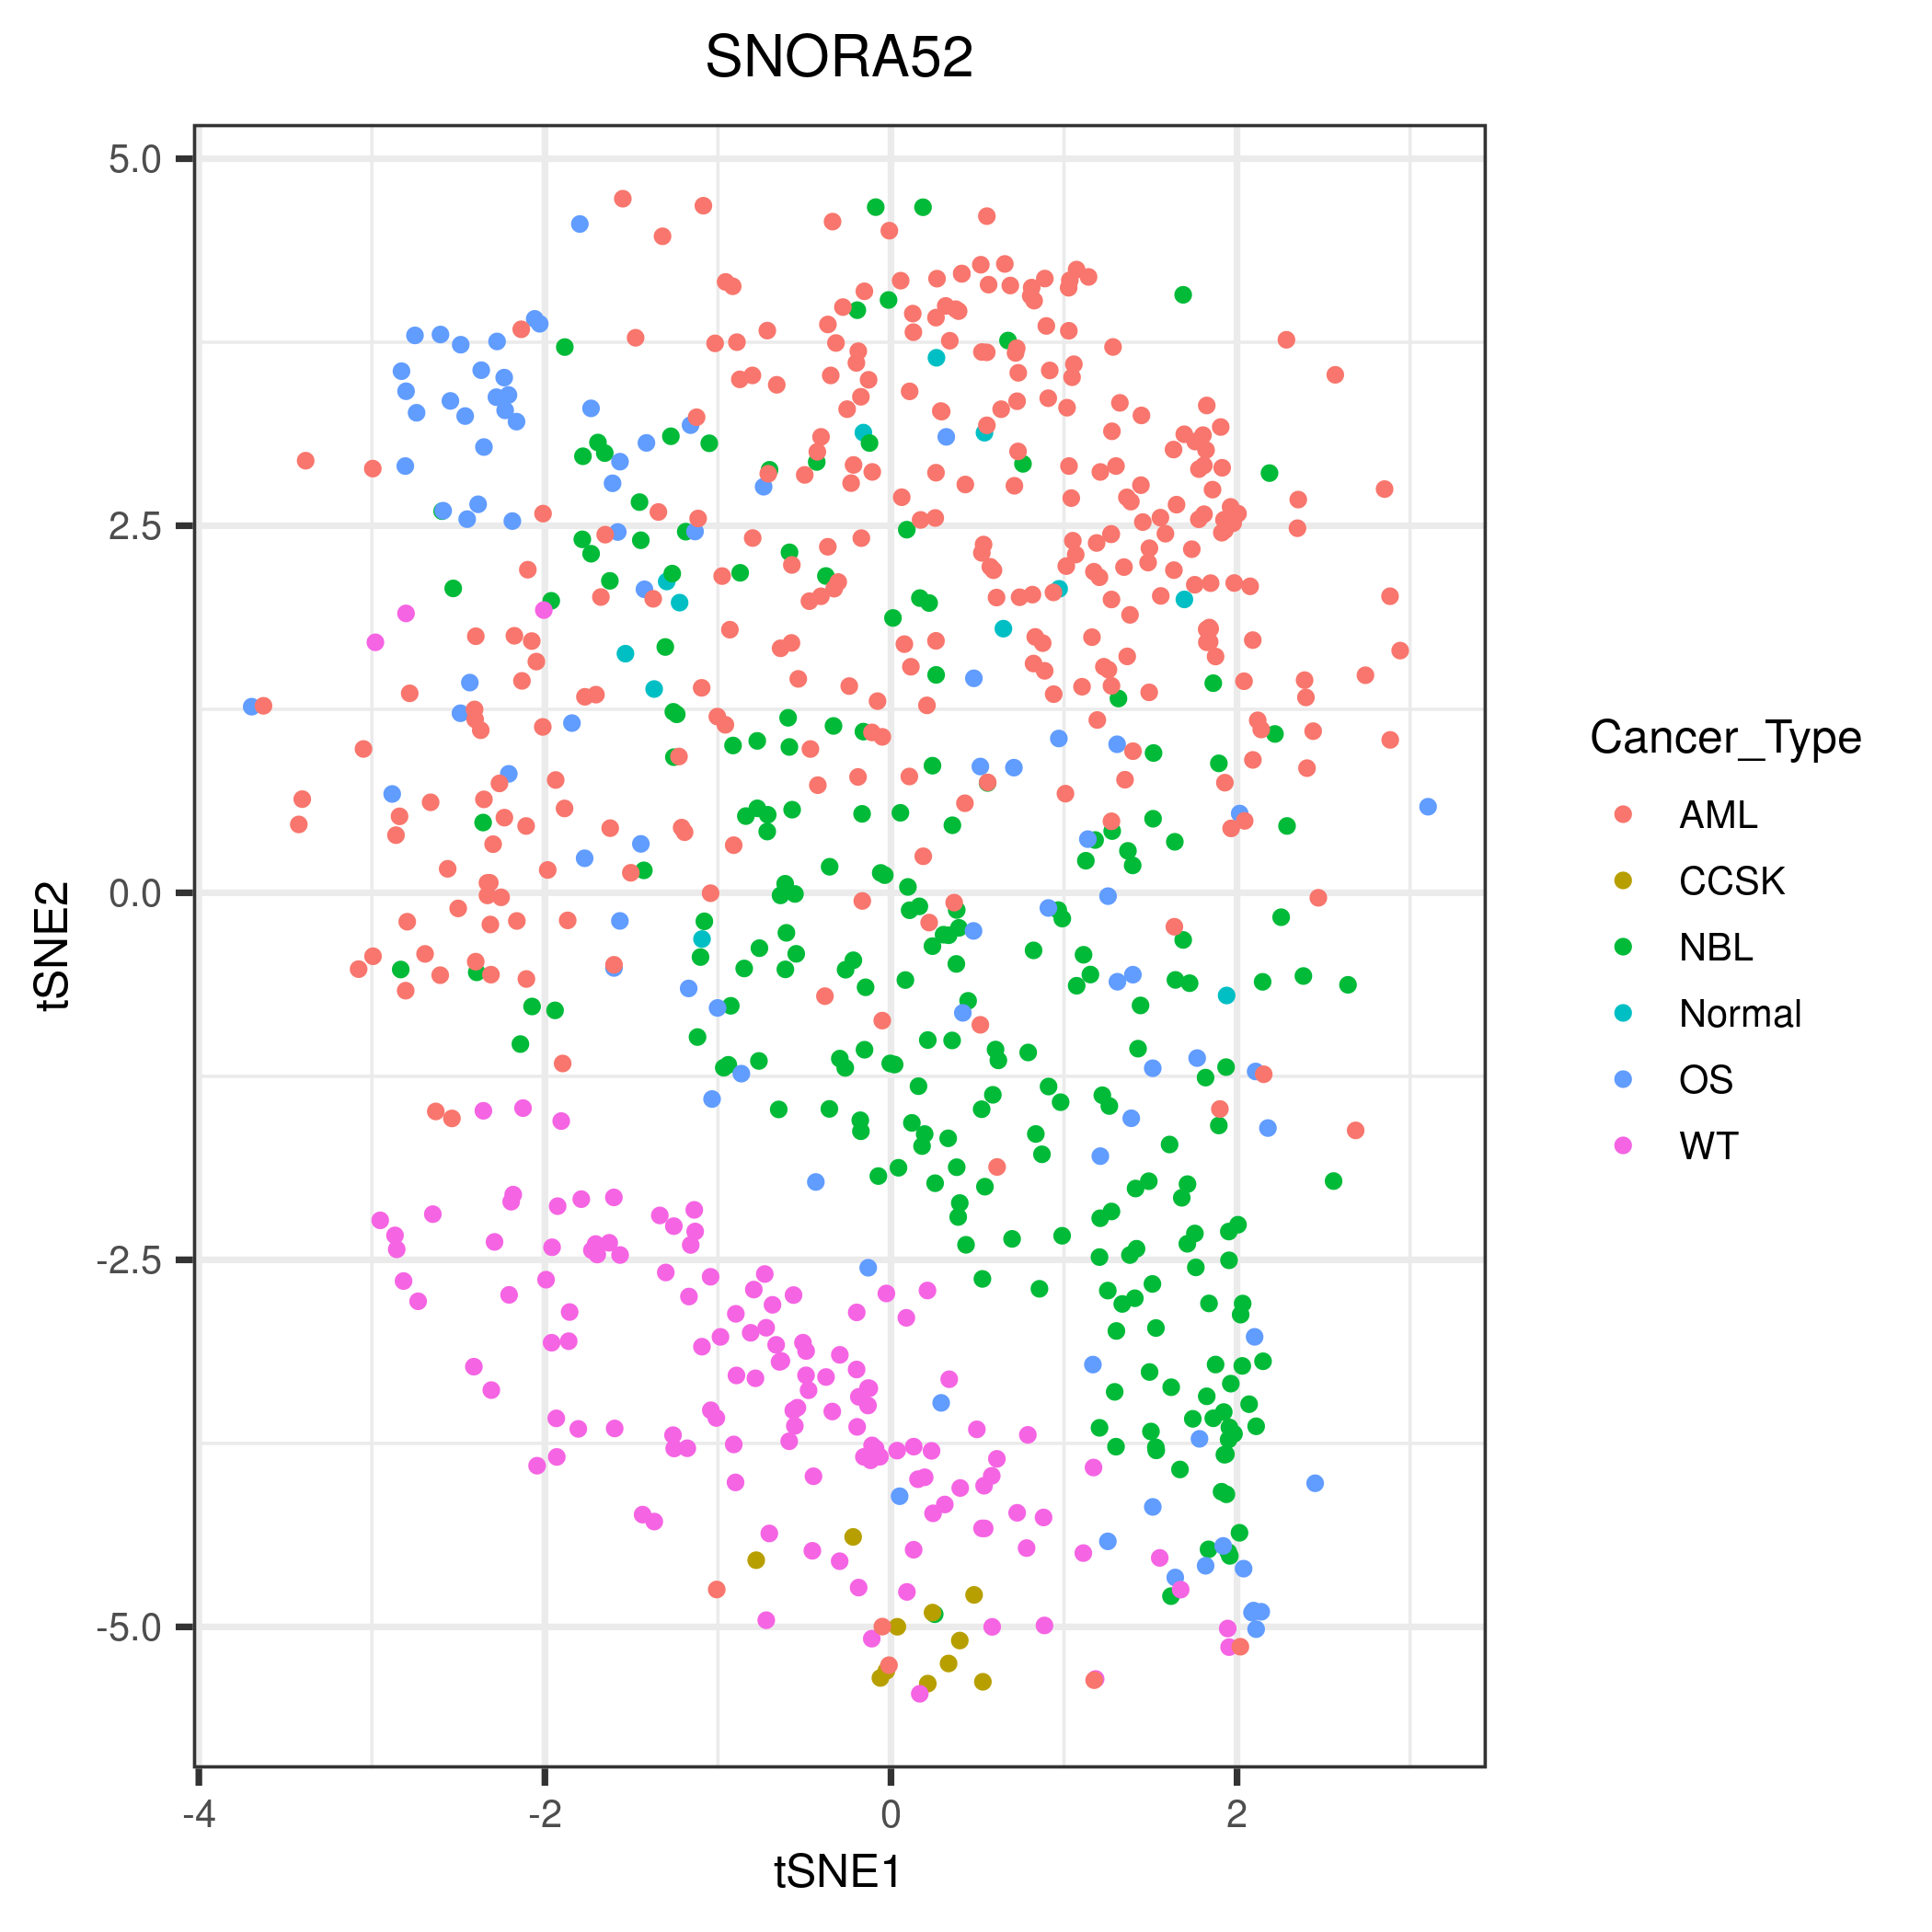 SNORA52
5.0
2.5
0.0
-2.5
-5.0
tSNE2
-4 -2 0 2
tSNE1
Cancer_Type
AML
CCSK
NBL
Normal
OS
WT